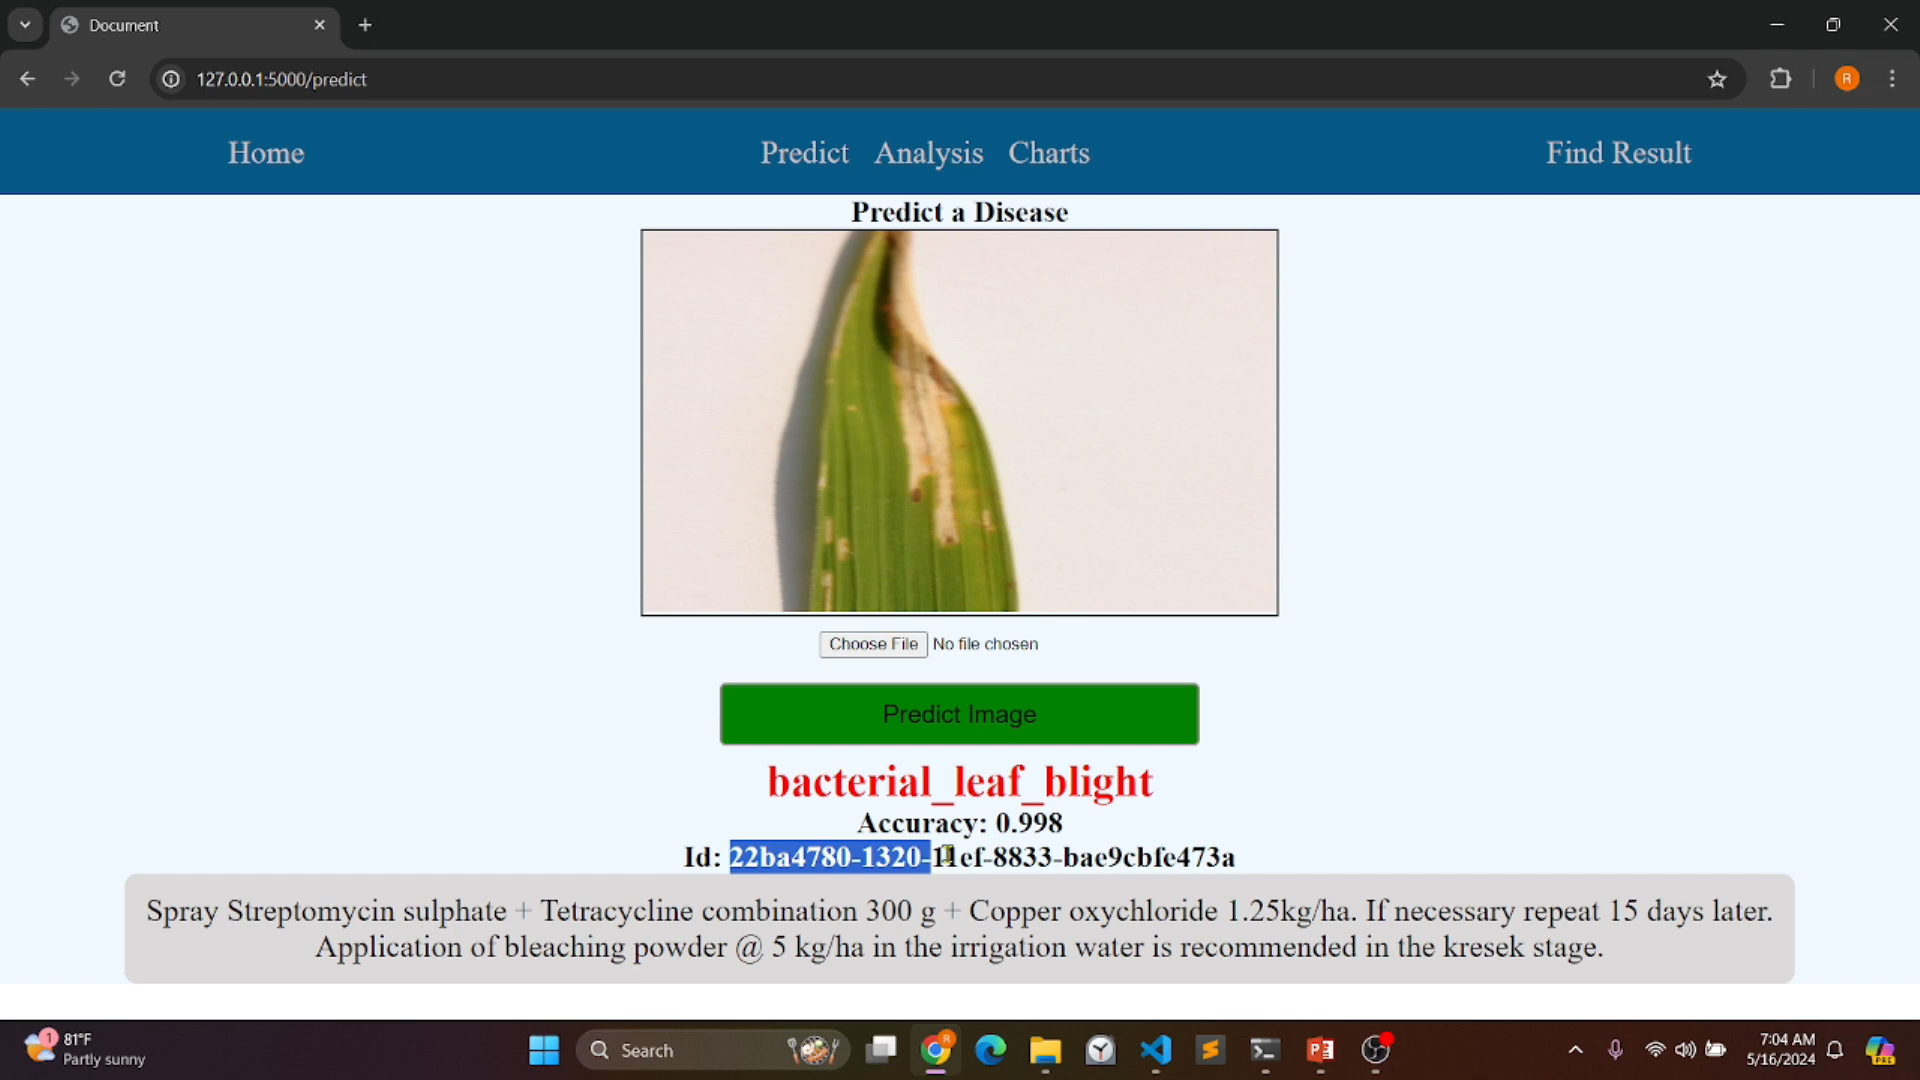 Document
127.0.0.1:5000/predict
R
Home
Predict Analysis Charts
Find Result
Predict a Disease
Choose File No file chosen
Predict Image
bacterial_leaf_blight
Accuracy: 0.998
Id: 22ba4780-1320-11ef-8833-bae9cbfe473a
Spray Streptomycin sulphate + Tetracycline combination 300 g + Copper oxychloride 1.25kg/ha. If necessary repeat 15 days later.
Application of bleaching powder @ 5 kg/ha in the irrigation water is recommended in the kresek stage.
1
81°F
Partly sunny
Search
R
7:04 AM
5/16/2024
PRE